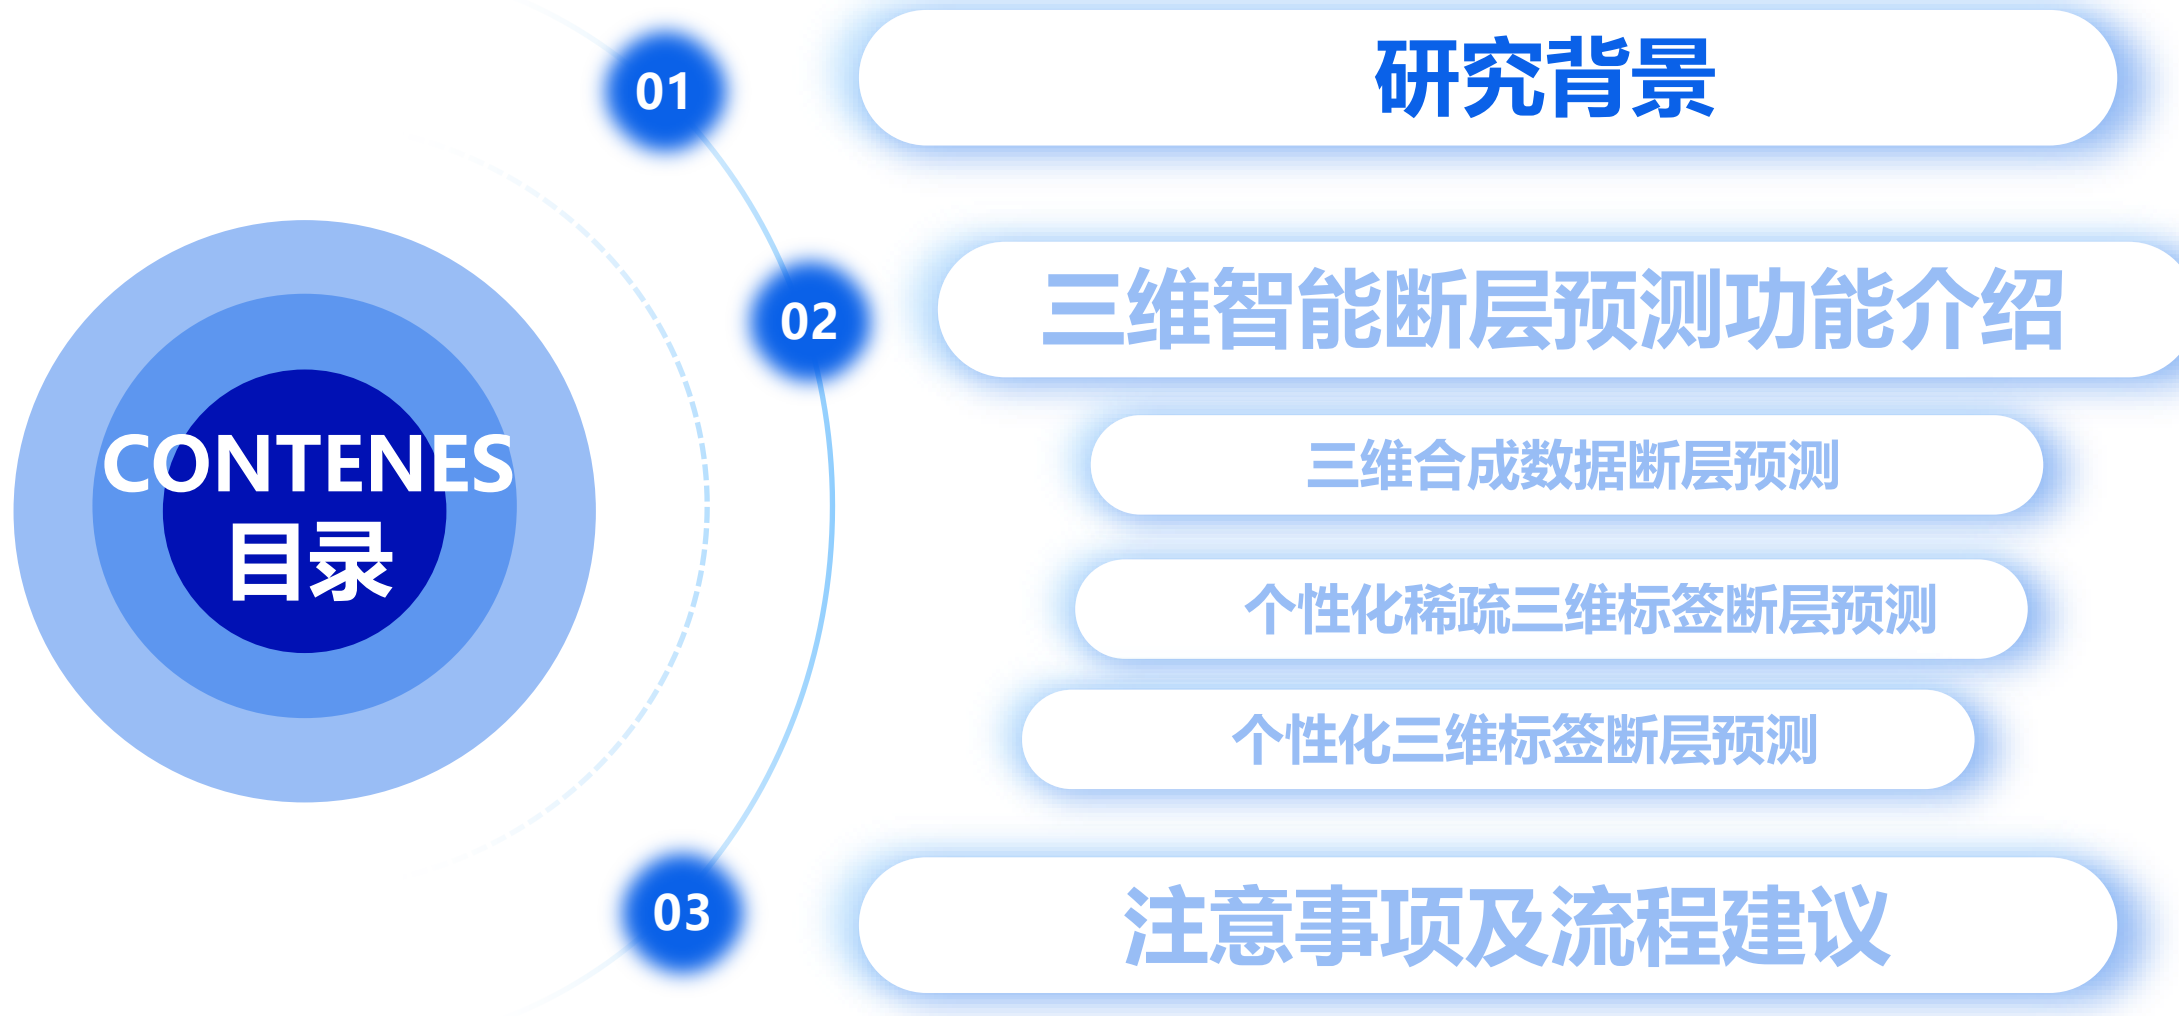 CONTENES
目录
01
研究背景
02
三维智能断层预测功能介绍
三维合成数据断层预测
个性化稀疏三维标签断层预测
个性化三维标签断层预测
03
注意事项及流程建议